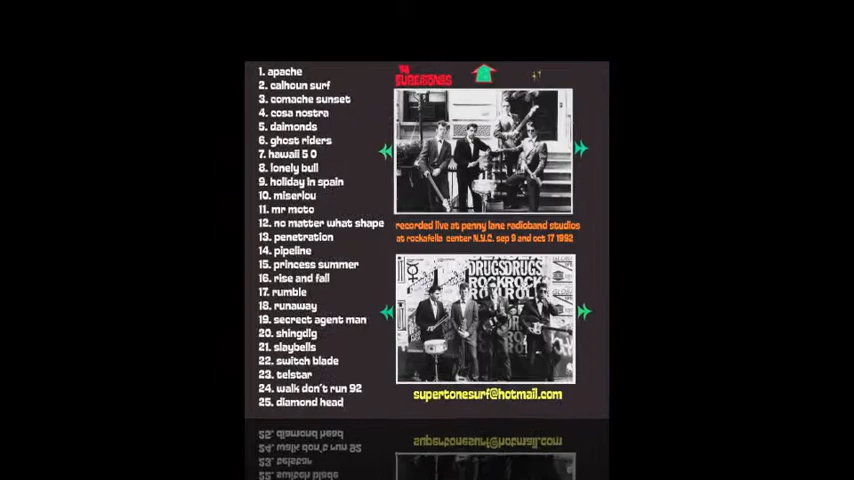 1. apache
2. calhoun surf
3. comache sunset
4. cosa nostra
5. daimonds
6. ghost riders
7. hawaii 5 0
8. lonely bull
9. holiday in spain
10. miserlou
11. mr moto
12. no matter what shape
13. penetration
14. pipeline
15. princess summer
16. rise and fall
17. rumble
18. runaway
19. secrect agent man
20. shingdig
21. slaybells
22. switch blade
23. telstar
24. walk don't run 92
25. diamond head
THE
SUPERTONES
recorded live at penny lane radioband studios
at rockafella center N.Y.C. sep 9 and oct 17 1992
DRUGS DRUGS
ROCK ROCK
ROLL ROLL
supertonesurf@hotmail.com